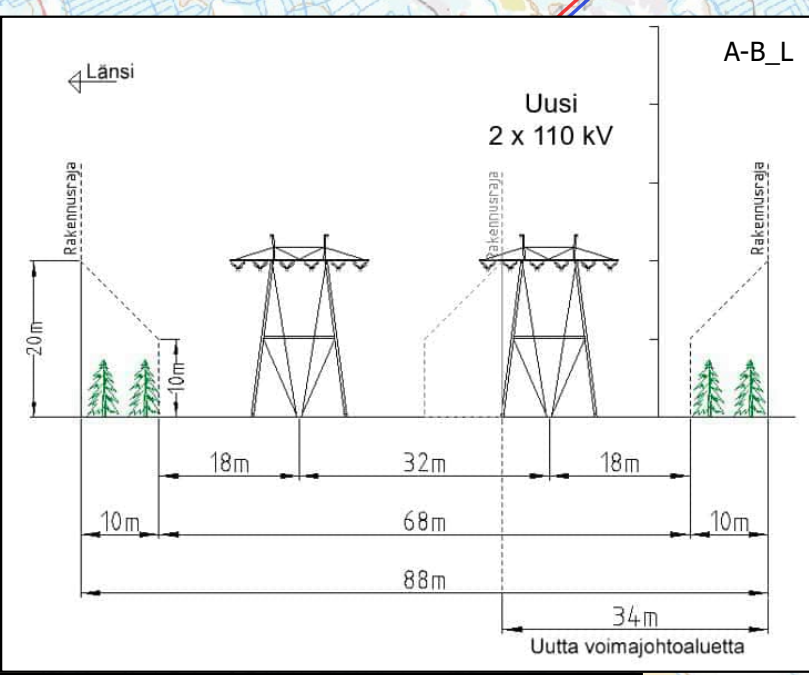 A-B_L
Länsi
Uusi
2 x 110 kV
Rakennusraja
Rakennusraja
Rakennusraja
20m
10m
18m
32m
18m
10m
68m
10m
88m
34m
Uutta voimajohtoaluetta